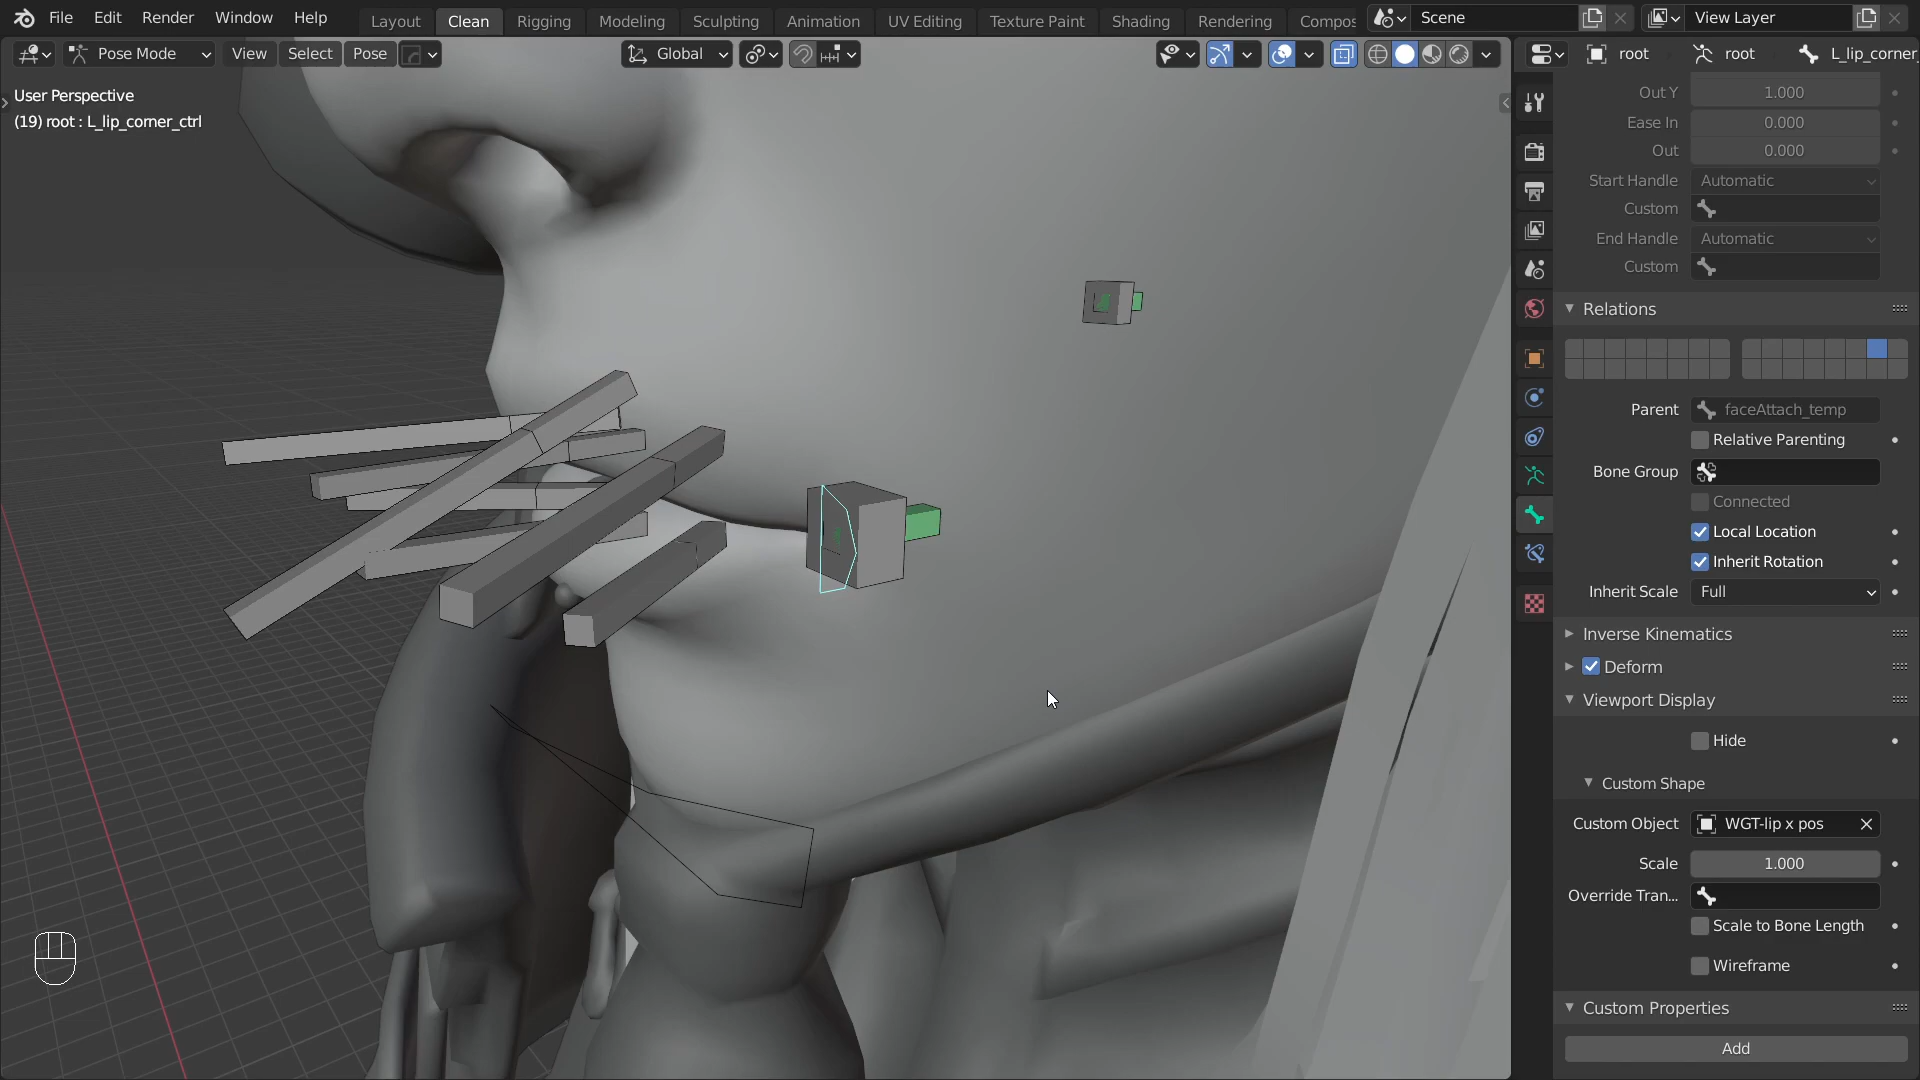 File Edit Render Window Help Layout Clean Rigging Modeling Sculpting Animation UV Editing Texture Paint Shading Rendering Compos Scene View Layer
Pose Mode View Select Pose Global root root L_lip_corner_
User Perspective
(19) root : L_lip_corner_ctrl
Out Y 1.000
Ease In 0.000
Out 0.000
Start Handle Automatic
Custom
End Handle Automatic
Custom
Relations
Parent faceAttach_temp
Relative Parenting
Bone Group
Connected
Local Location
Inherit Rotation
Inherit Scale Full
Inverse Kinematics
Deform
Viewport Display
Hide
Custom Shape
Custom Object WGT-lip x pos
Scale 1.000
Override Tran...
Scale to Bone Length
Wireframe
Custom Properties
Add